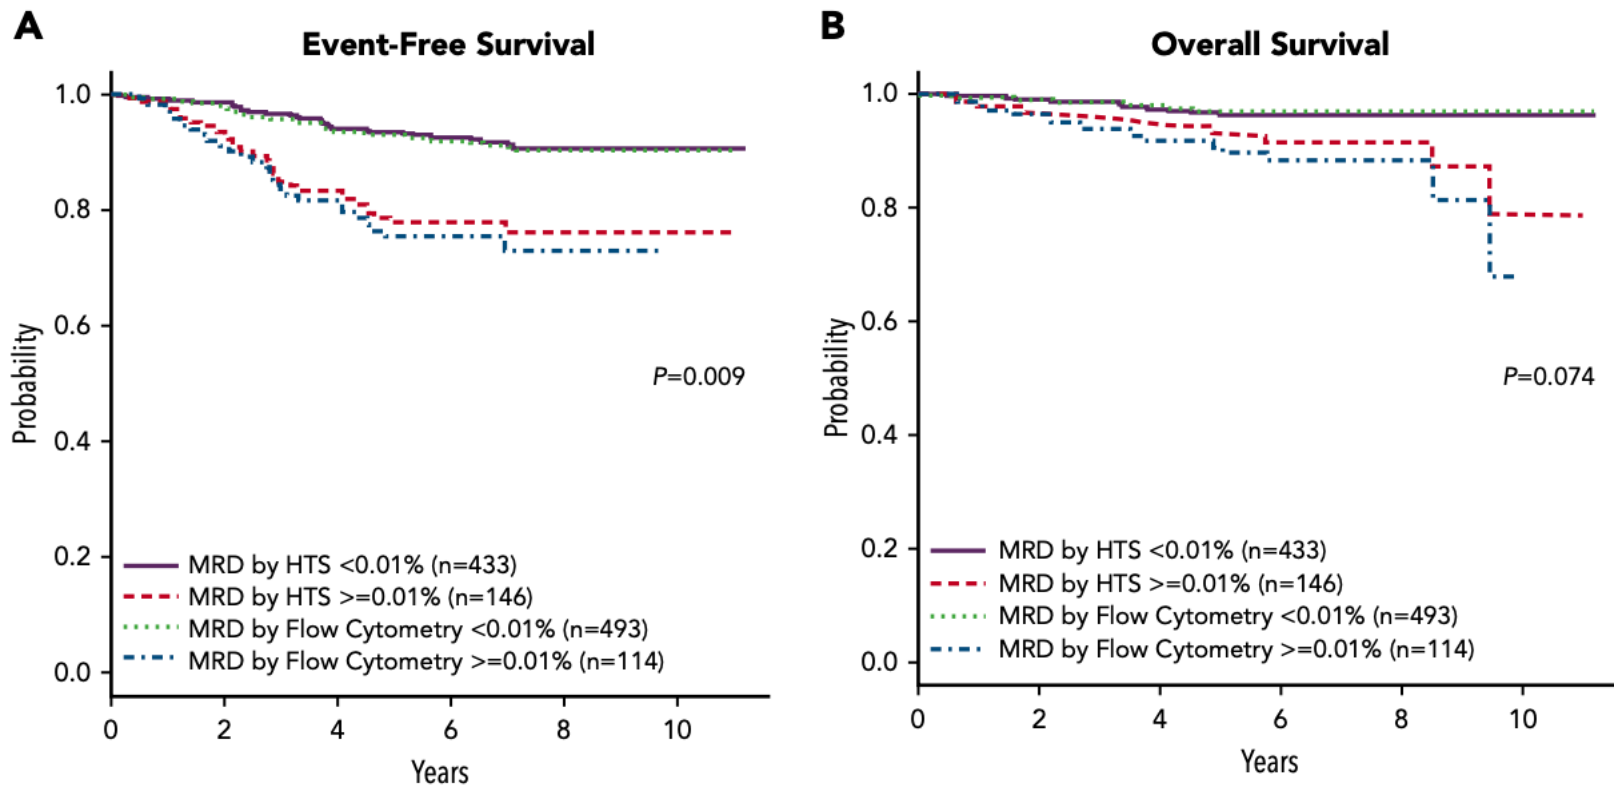 A
Event-Free Survival
1.0
0.8
0.6
0.4
0.2
0.0
Probability
P=0.009
MRD by HTS <0.01% (n=433)
MRD by HTS >=0.01% (n=146)
MRD by Flow Cytometry <0.01% (n=493)
MRD by Flow Cytometry >=0.01% (n=114)
0 2 4 6 8 10
Years
B
Overall Survival
1.0
0.8
0.6
0.4
0.2
0.0
Probability
P=0.074
MRD by HTS <0.01% (n=433)
MRD by HTS >=0.01% (n=146)
MRD by Flow Cytometry <0.01% (n=493)
MRD by Flow Cytometry >=0.01% (n=114)
0 2 4 6 8 10
Years